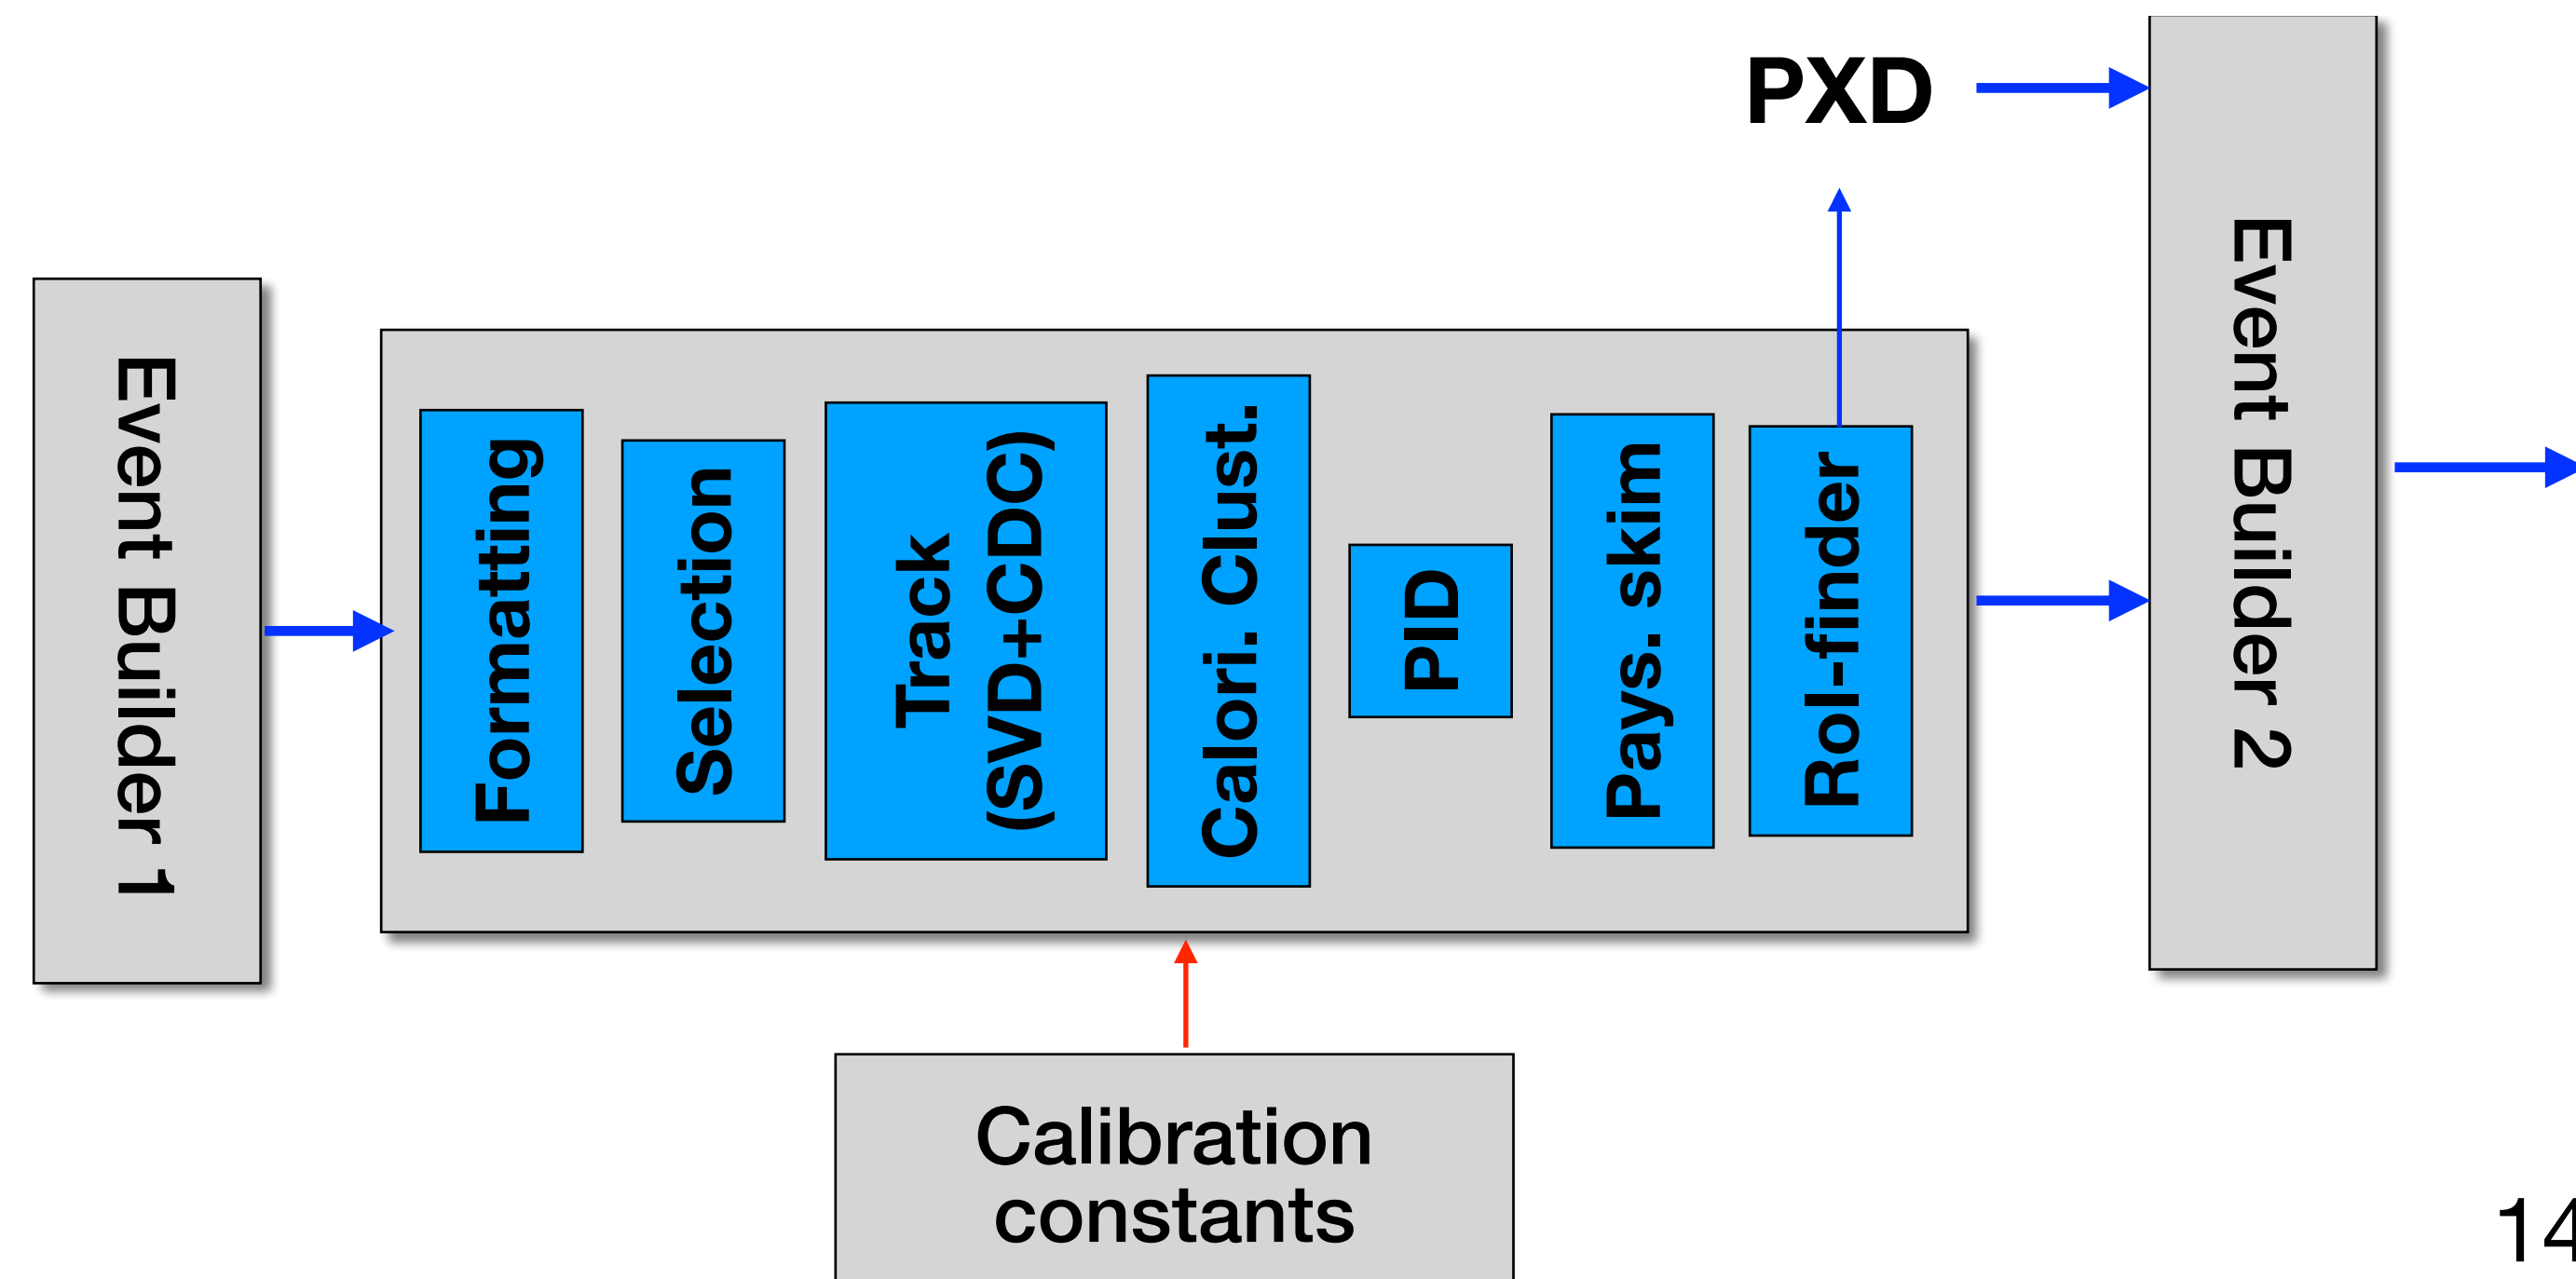 PXD
Event Builder 1
Formatting
Selection
Track
(SVD+CDC)
Calori. Clust.
PID
Pays. skim
RoI-finder
Event Builder 2
Calibration
constants
14